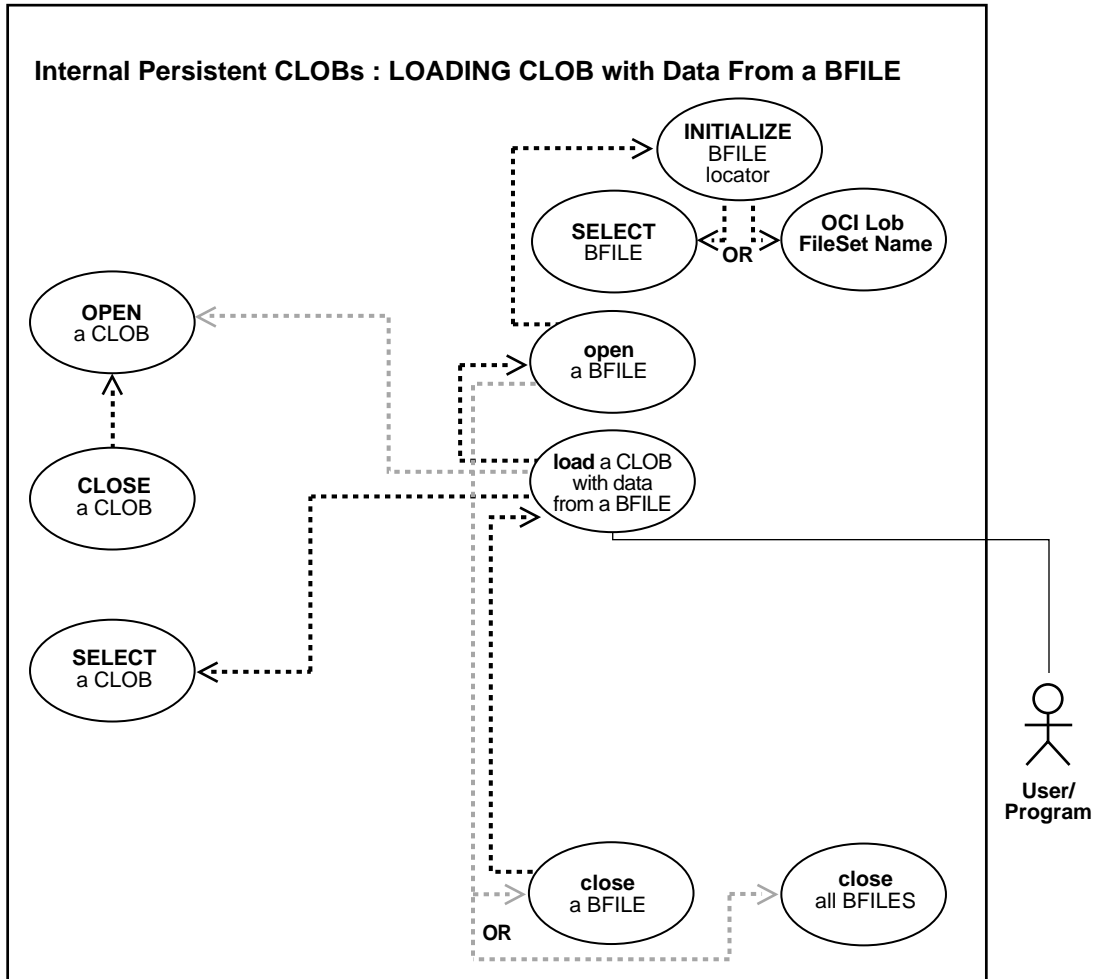 Internal Persistent CLOBs : LOADING CLOB with Data From a BFILE
INITIALIZE
BFILE
locator
SELECT
BFILE
OR
OCI Lob
FileSet Name
OPEN
a CLOB
open
a BFILE
load a CLOB
with data
from a BFILE
CLOSE
a CLOB
SELECT
a CLOB
User/
Program
close
a BFILE
close
all BFILES
OR